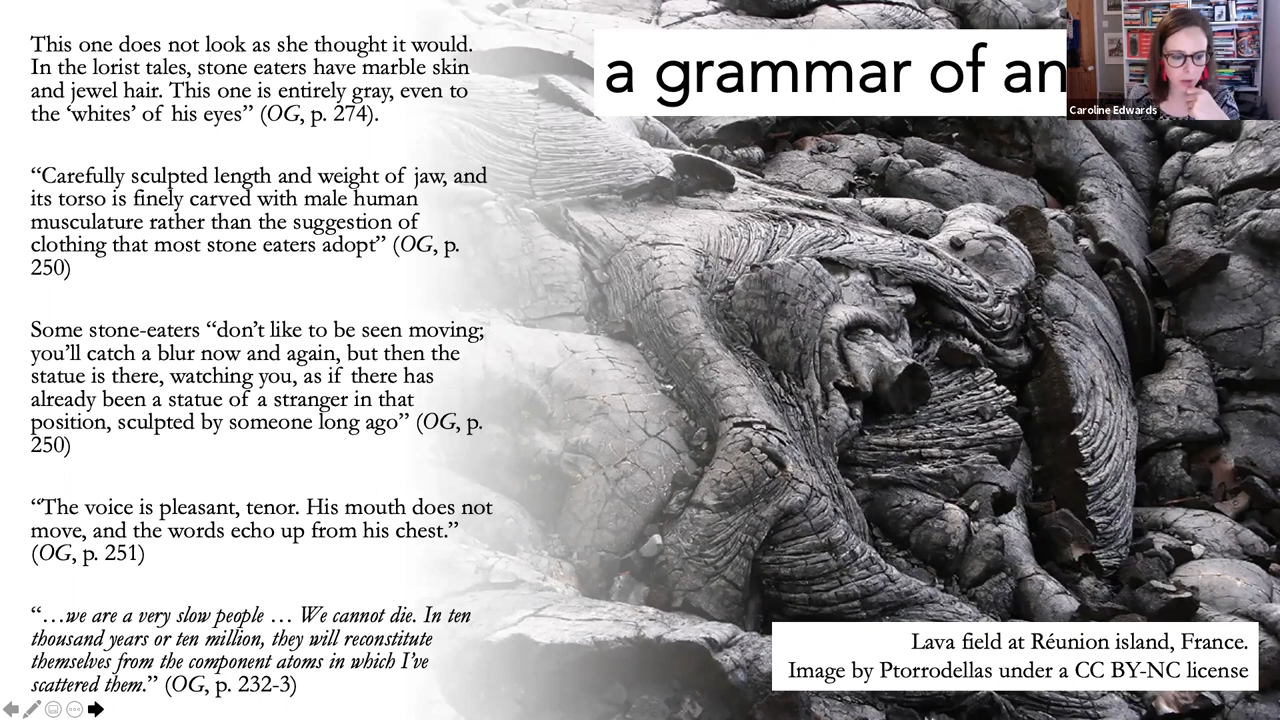 This one does not look as she thought it would.
In the lorist tales, stone eaters have marble skin
and jewel hair. This one is entirely gray, even to
the ‘whites’ of his eyes” (OG, p. 274).
“Carefully sculpted length and weight of jaw, and
its torso is finely carved with male human
musculature rather than the suggestion of
clothing that most stone eaters adopt” (OG, p.
250)
Some stone-eaters “don’t like to be seen moving;
you’ll catch a blur now and again, but then the
statue is there, watching you, as if there has
already been a statue of a stranger in that
position, sculpted by someone long ago” (OG, p.
250)
“The voice is pleasant, tenor. His mouth does not
move, and the words echo up from his chest.”
(OG, p. 251)
“…we are a very slow people … We cannot die. In ten
thousand years or ten million, they will reconstitute
themselves from the component atoms in which I’ve
scattered them.” (OG, p. 232-3)
a grammar of an
Caroline Edwards
Lava field at Réunion island, France.
Image by Ptorrodellas under a CC BY-NC license